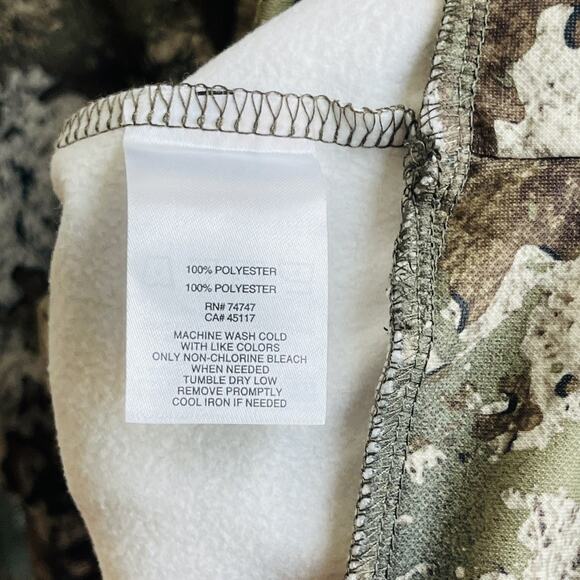 100% POLYESTER
100% POLYESTER
RN# 74747
CA# 45117
MACHINE WASH COLD
WITH LIKE COLORS
ONLY NON-CHLORINE BLEACH
WHEN NEEDED
TUMBLE DRY LOW
REMOVE PROMPTLY
COOL IRON IF NEEDED